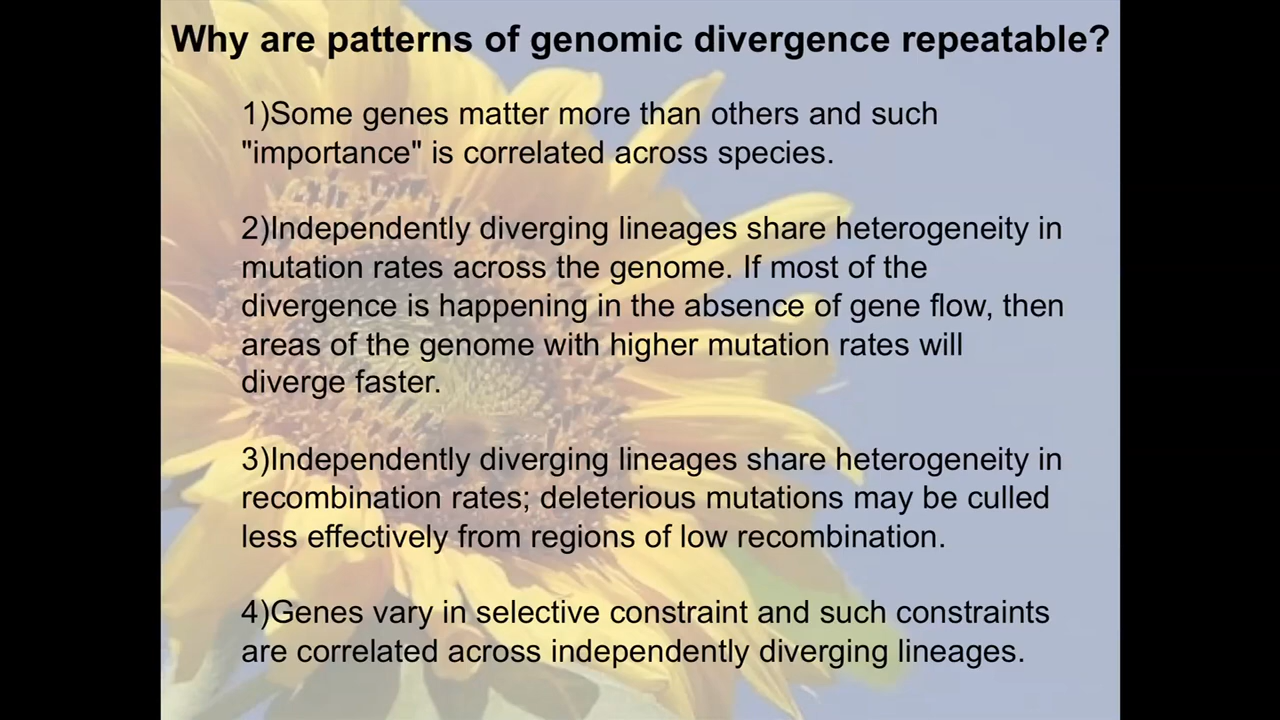 Why are patterns of genomic divergence repeatable?
1)Some genes matter more than others and such
"importance" is correlated across species.
2)Independently diverging lineages share heterogeneity in
mutation rates across the genome. If most of the
divergence is happening in the absence of gene flow, then
areas of the genome with higher mutation rates will
diverge faster.
3)Independently diverging lineages share heterogeneity in
recombination rates; deleterious mutations may be culled
less effectively from regions of low recombination.
4)Genes vary in selective constraint and such constraints
are correlated across independently diverging lineages.